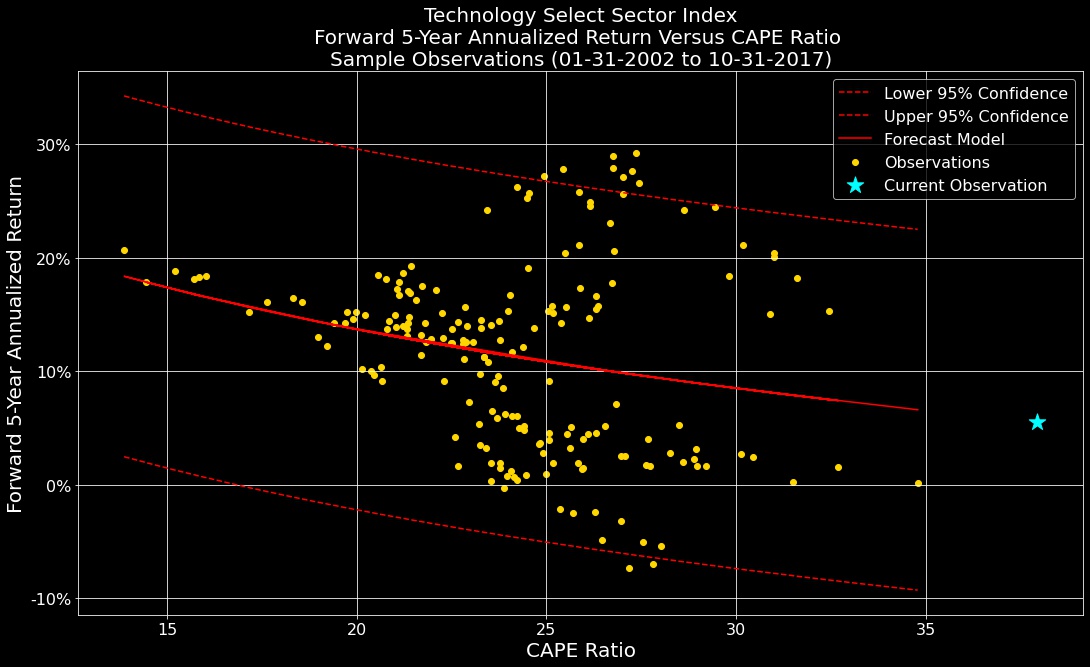 Technology Select Sector Index
Forward 5-Year Annualized Return Versus CAPE Ratio
Sample Observations (01-31-2002 to 10-31-2017)
Lower 95% Confidence
Upper 95% Confidence
Forecast Model
Observations
Current Observation
Forward 5-Year Annualized Return
30%
20%
10%
0%
-10%
15
20
25
30
35
CAPE Ratio